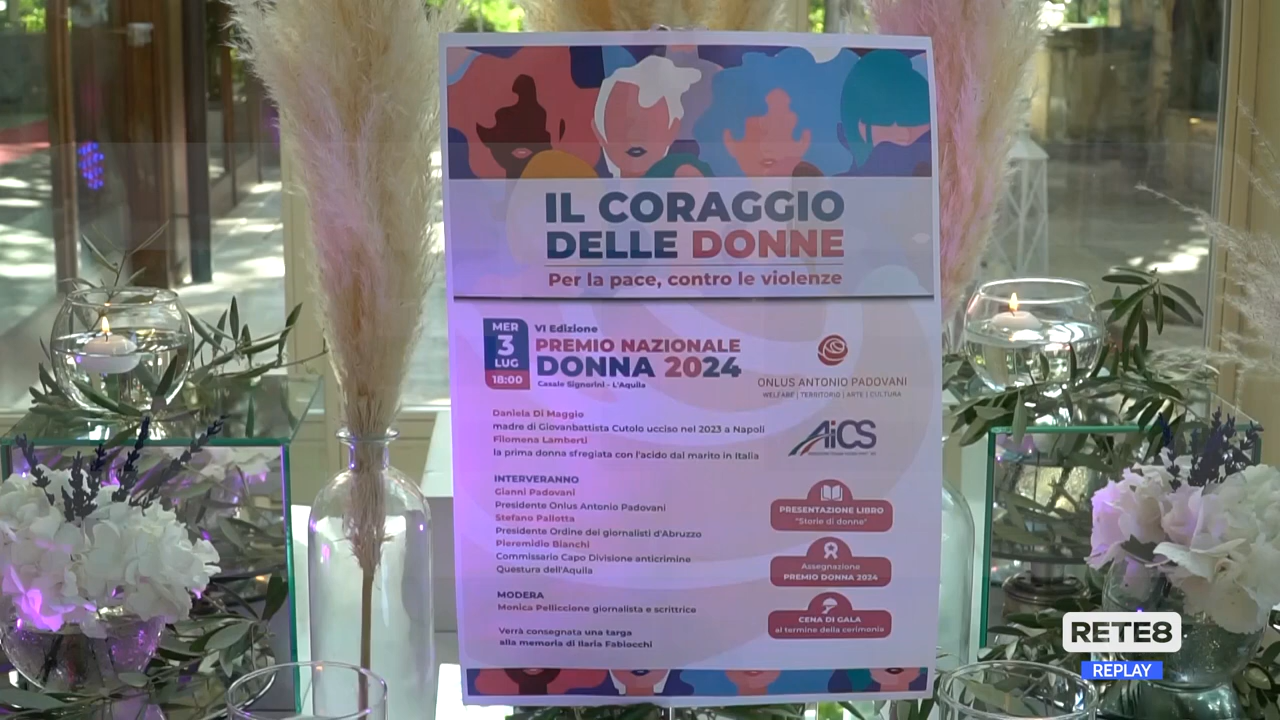 IL CORAGGIO
DELLE DONNE
Per la pace, contro le violenze
MER
3
LUG
18:00
VI Edizione
PREMIO NAZIONALE
DONNA 2024
Casale Signorini - L'Aquila
ONLUS ANTONIO PADOVANI
WELFARE | TERRITORIO | ARTE | CULTURA
Daniela Di Maggio
madre di Giovanbattista Cutolo ucciso nel 2023 a Napoli
Filomena Lamberti
la prima donna sfregiata con l'acido dal marito in Italia
AiCS
INTERVERANNO
Gianni Padovani
Presidente Onlus Antonio Padovani
Stefano Pallotta
Presidente Ordine dei giornalisti d'Abruzzo
Pieremidio Bianchi
Commissario Capo Divisione anticrimine
Questura dell'Aquila
MODERA
Monica Pelliccione giornalista e scrittrice
Verrà consegnata una targa
alla memoria di Ilaria Fabiocchi
PRESENTAZIONE LIBRO
"Storie di donne"
Assegnazione
PREMIO DONNA 2024
CENA DI GALA
al termine della cerimonia
RETE8
REPLAY